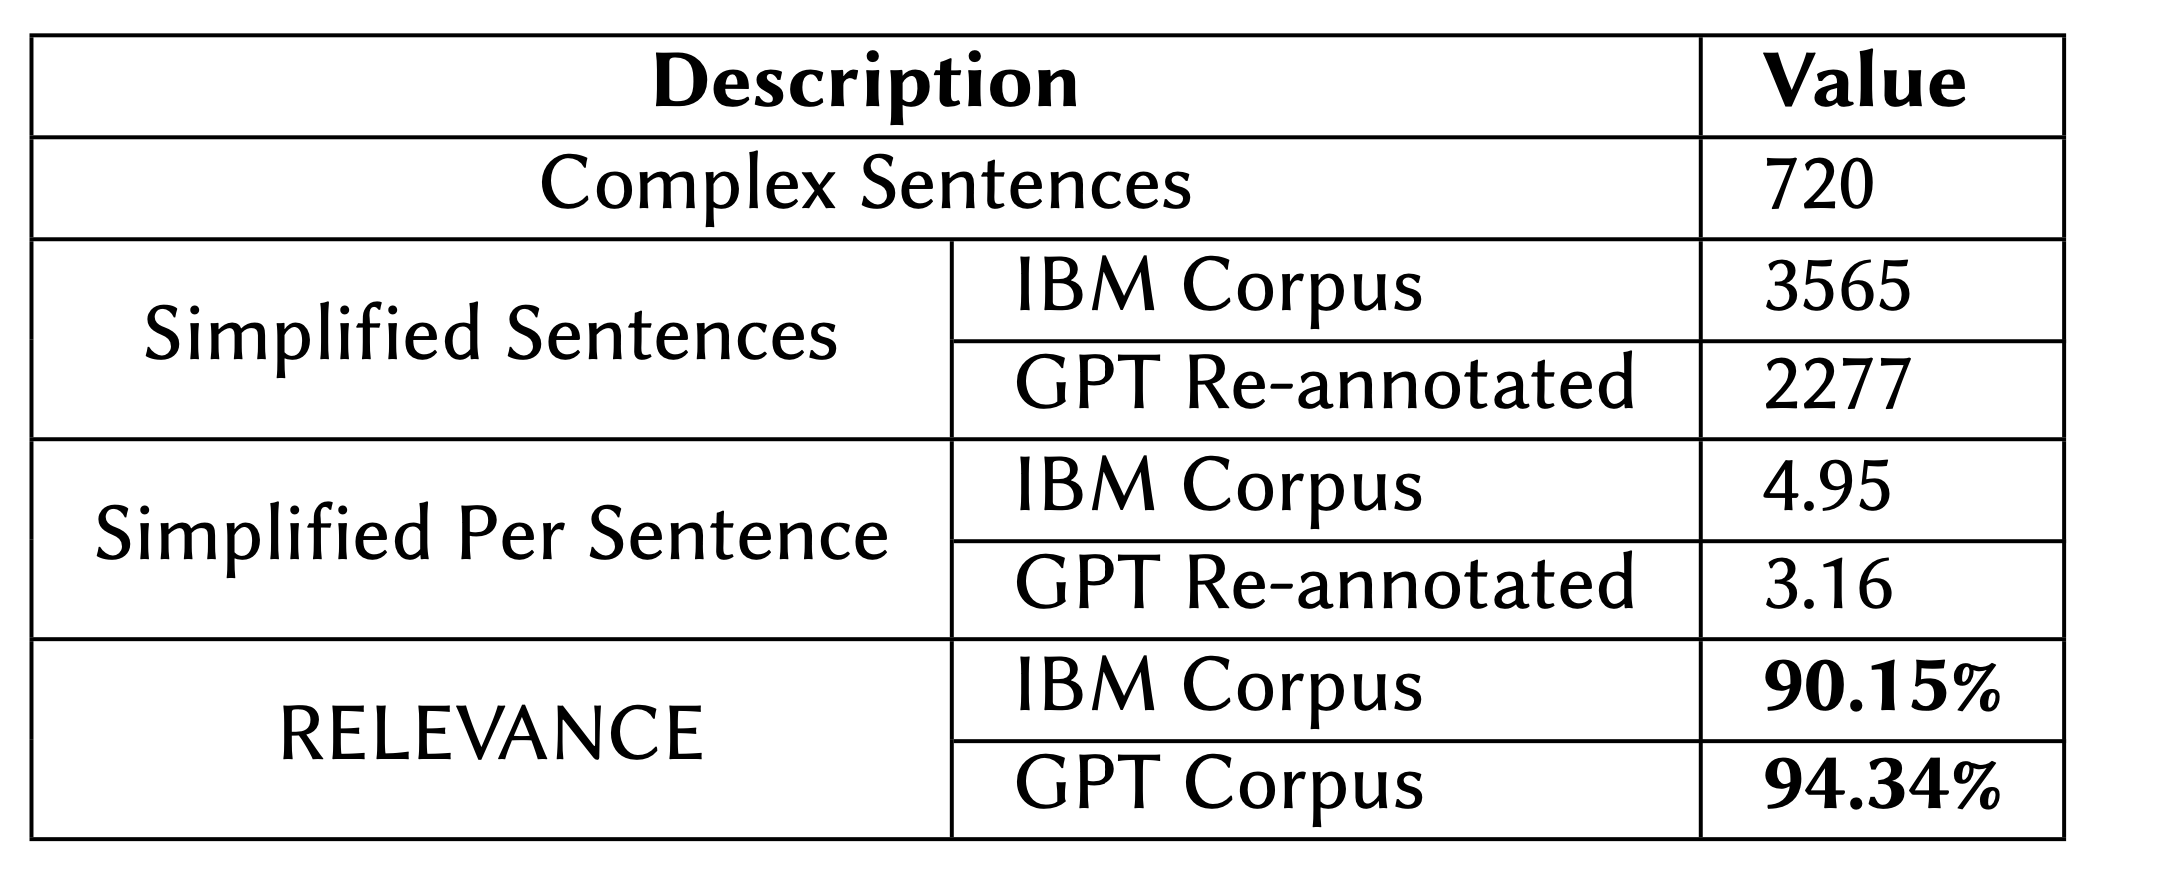 Description Value
Complex Sentences 720
Simplified Sentences IBM Corpus 3565
GPT Re-annotated 2277
Simplified Per Sentence IBM Corpus 4.95
GPT Re-annotated 3.16
RELEVANCE IBM Corpus 90.15%
GPT Corpus 94.34%